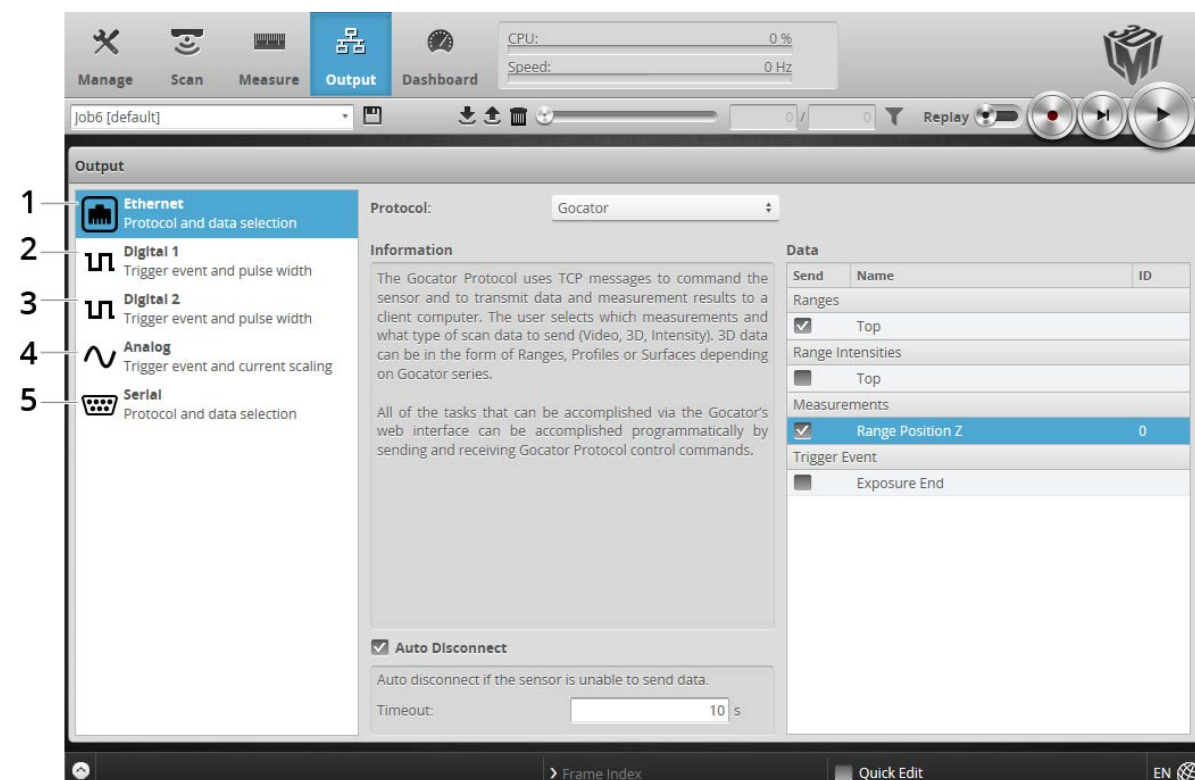 CPU: 0 %
Speed: 0 Hz
Manage Scan Measure Output Dashboard
Job6 [default]
0 / 0
Replay
Output
1
Ethernet
Protocol and data selection
2
Digital 1
Trigger event and pulse width
3
Digital 2
Trigger event and pulse width
4
Analog
Trigger event and current scaling
5
Serial
Protocol and data selection
Protocol: Gocator
Information
The Gocator Protocol uses TCP messages to command the
sensor and to transmit data and measurement results to a
client computer. The user selects which measurements and
what type of scan data to send (Video, 3D, Intensity). 3D data
can be in the form of Ranges, Profiles or Surfaces depending
on Gocator series.
All of the tasks that can be accomplished via the Gocator's
web interface can be accomplished programmatically by
sending and receiving Gocator Protocol control commands.
Auto Disconnect
Auto disconnect if the sensor is unable to send data.
Timeout: 10 s
Data
Send Name ID
Ranges
Top
Range Intensities
Top
Measurements
Range Position Z 0
Trigger Event
Exposure End
Frame Index
Quick Edit
EN